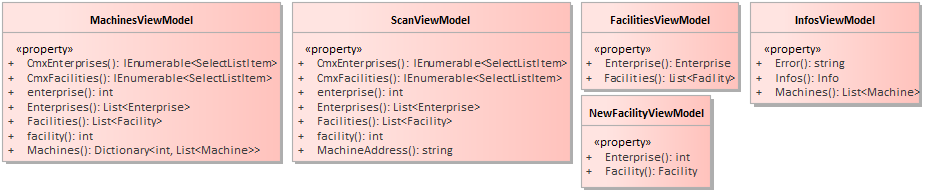 MachinesViewModel
«property»
+ CmxEnterprises(): IEnumerable<SelectListItem>
+ CmxFacilities(): IEnumerable<SelectListItem>
+ enterprise(): int
+ Enterprises(): List<Enterprise>
+ Facilities(): List<Facility>
+ facility(): int
+ Machines(): Dictionary<int, List<Machine>>
ScanViewModel
«property»
+ CmxEnterprises(): IEnumerable<SelectListItem>
+ CmxFacilities(): IEnumerable<SelectListItem>
+ enterprise(): int
+ Enterprises(): List<Enterprise>
+ Facilities(): List<Facility>
+ facility(): int
+ MachineAddress(): string
FacilitiesViewModel
«property»
+ Enterprise(): Enterprise
+ Facilities(): List<Facility>
NewFacilityViewModel
«property»
+ Enterprise(): int
+ Facility(): Facility
InfosViewModel
«property»
+ Error(): string
+ Infos(): Info
+ Machines(): List<Machine>